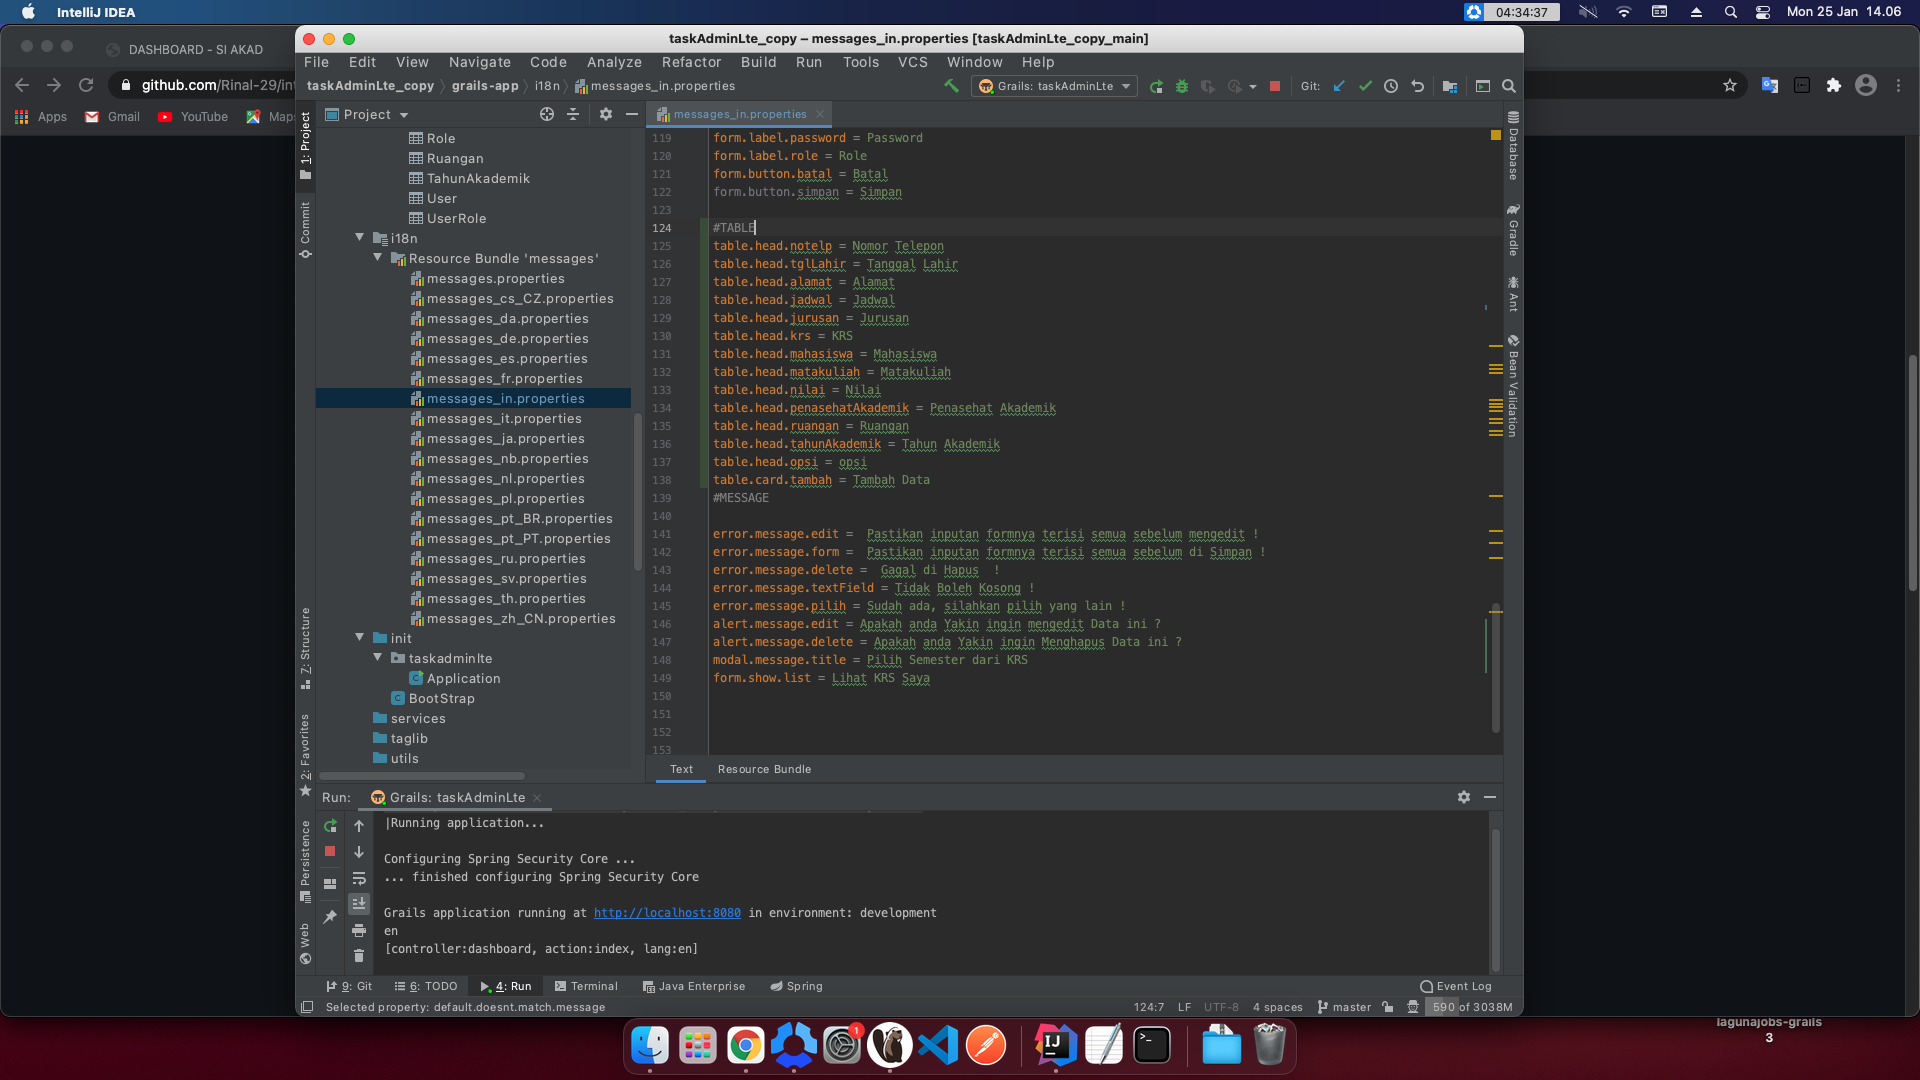 IntelliJ IDEA
04:34:37
Mon 25 Jan 14.06
DASHBOARD - SI AKAD
github.com/Rinal-29/int
Apps
Gmail
YouTube
Maps
taskAdminLte_copy – messages_in.properties [taskAdminLte_copy_main]
File Edit View Navigate Code Analyze Refactor Build Run Tools VCS Window Help
taskAdminLte_copy grails-app i18n messages_in.properties
Grails: taskAdminLte
Git:
1: Project
Commit
7: Structure
2: Favorites
Persistence
Web
Project
Role
Ruangan
TahunAkademik
User
UserRole
i18n
Resource Bundle 'messages'
messages.properties
messages_cs_CZ.properties
messages_da.properties
messages_de.properties
messages_es.properties
messages_fr.properties
messages_in.properties
messages_it.properties
messages_ja.properties
messages_nb.properties
messages_nl.properties
messages_pl.properties
messages_pt_BR.properties
messages_pt_PT.properties
messages_ru.properties
messages_sv.properties
messages_th.properties
messages_zh_CN.properties
init
taskadminlte
Application
BootStrap
services
taglib
utils
messages_in.properties
119 form.label.password = Password
120 form.label.role = Role
121 form.button.batal = Batal
122 form.button.simpan = Simpan
123
124 #TABLE
125 table.head.notelp = Nomor Telepon
126 table.head.tglLahir = Tanggal Lahir
127 table.head.alamat = Alamat
128 table.head.jadwal = Jadwal
129 table.head.jurusan = Jurusan
130 table.head.krs = KRS
131 table.head.mahasiswa = Mahasiswa
132 table.head.matakuliah = Matakuliah
133 table.head.nilai = Nilai
134 table.head.penasehatAkademik = Penasehat Akademik
135 table.head.ruangan = Ruangan
136 table.head.tahunAkademik = Tahun Akademik
137 table.head.opsi = opsi
138 table.card.tambah = Tambah Data
139 #MESSAGE
140
141 error.message.edit =  Pastikan inputan formnya terisi semua sebelum mengedit !
142 error.message.form =  Pastikan inputan formnya terisi semua sebelum di Simpan !
143 error.message.delete =  Gagal di Hapus  !
144 error.message.textField = Tidak Boleh Kosong !
145 error.message.pilih = Sudah ada, silahkan pilih yang lain !
146 alert.message.edit = Apakah anda Yakin ingin mengedit Data ini ?
147 alert.message.delete = Apakah anda Yakin ingin Menghapus Data ini ?
148 modal.message.title = Pilih Semester dari KRS
149 form.show.list = Lihat KRS Saya
150
151
152
153
Text Resource Bundle
Database
Gradle
Ant
Bean Validation
Run: Grails: taskAdminLte
|Running application...
Configuring Spring Security Core ...
... finished configuring Spring Security Core
Grails application running at http://localhost:8080 in environment: development
en
[controller:dashboard, action:index, lang:en]
9: Git 6: TODO 4: Run Terminal Java Enterprise Spring Event Log
Selected property: default.doesnt.match.message 124:7 LF UTF-8 4 spaces master 590 of 3038M
lagunajobs-grails
3
1
IJ